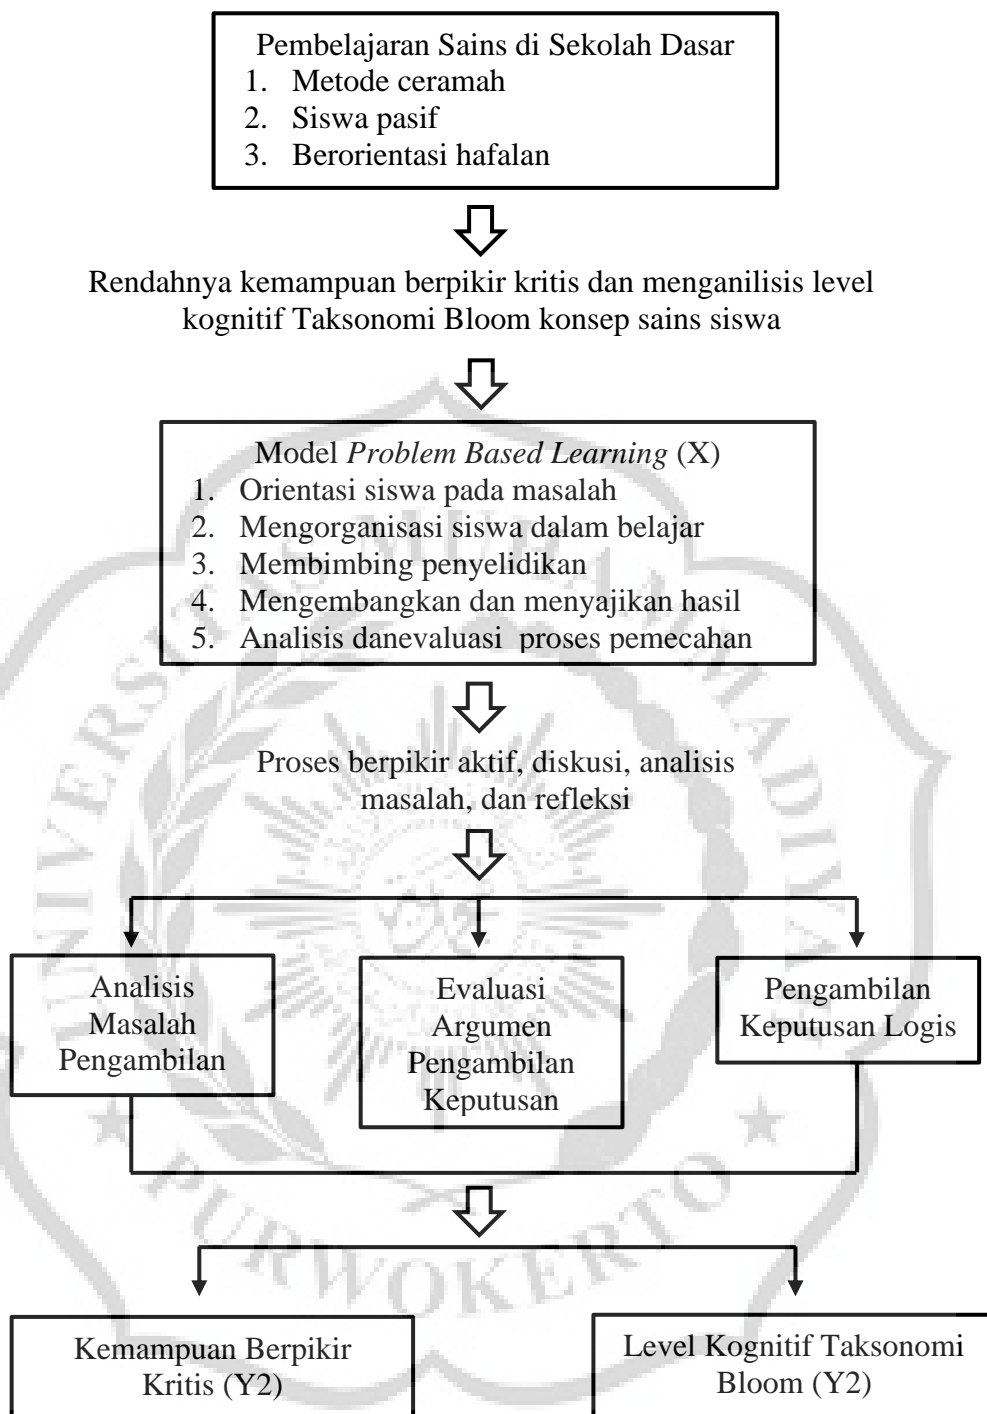 Pembelajaran Sains di Sekolah Dasar
1. Metode ceramah
2. Siswa pasif
3. Berorientasi hafalan
Rendahnya kemampuan berpikir kritis dan menganilisis level
kognitif Taksonomi Bloom konsep sains siswa
Model Problem Based Learning (X)
1. Orientasi siswa pada masalah
2. Mengorganisasi siswa dalam belajar
3. Membimbing penyelidikan
4. Mengembangkan dan menyajikan hasil
5. Analisis danevaluasi proses pemecahan
Proses berpikir aktif, diskusi, analisis
masalah, dan refleksi
Analisis
Masalah
Pengambilan
Evaluasi
Argumen
Pengambilan
Keputusan
Pengambilan
Keputusan Logis
Kemampuan Berpikir
Kritis (Y2)
Level Kognitif Taksonomi
Bloom (Y2)
UNIVERSITAS MUHAMMADIYAH
PURWOKERTO